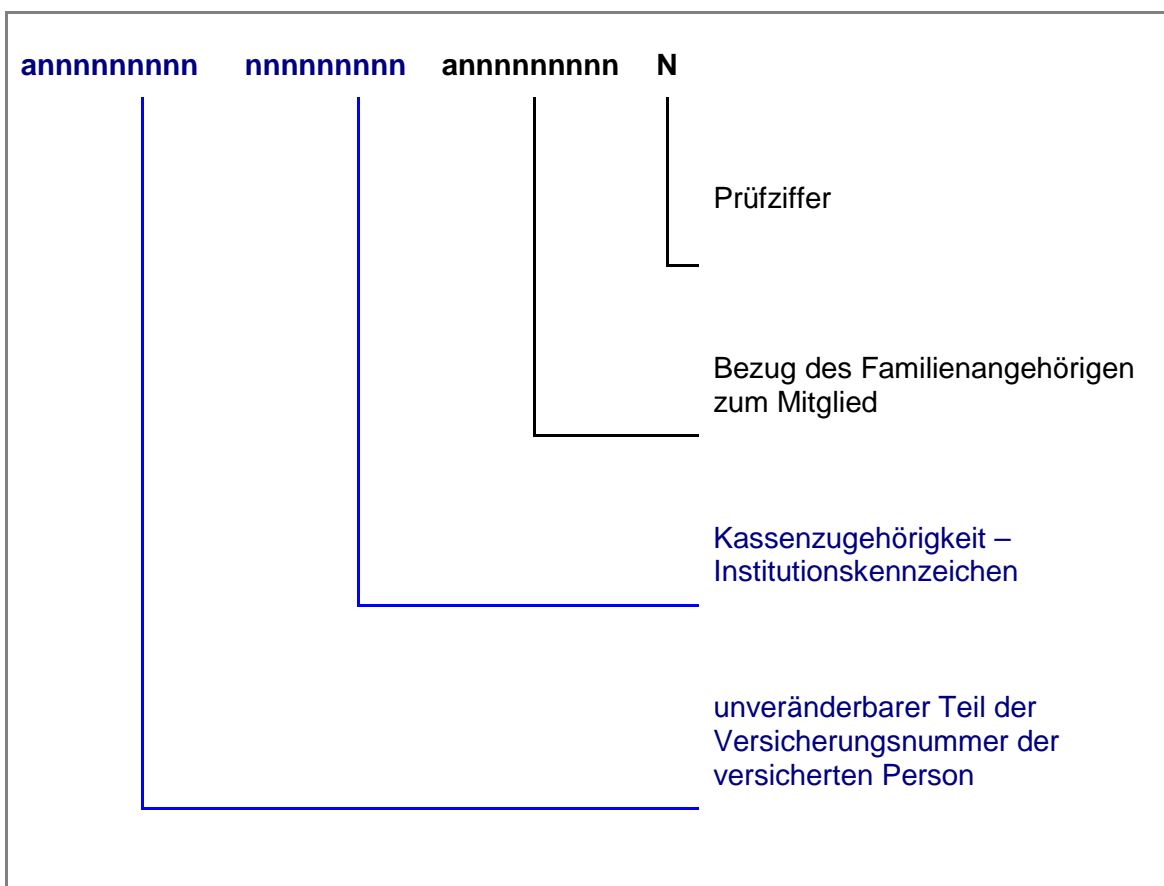 annnnnnnnn nnnnnnnnn annnnnnnnn N
Prüfziffer
Bezug des Familienangehörigen
zum Mitglied
Kassenzugehörigkeit –
Institutionskennzeichen
unveränderbarer Teil der
Versicherungsnummer der
versicherten Person